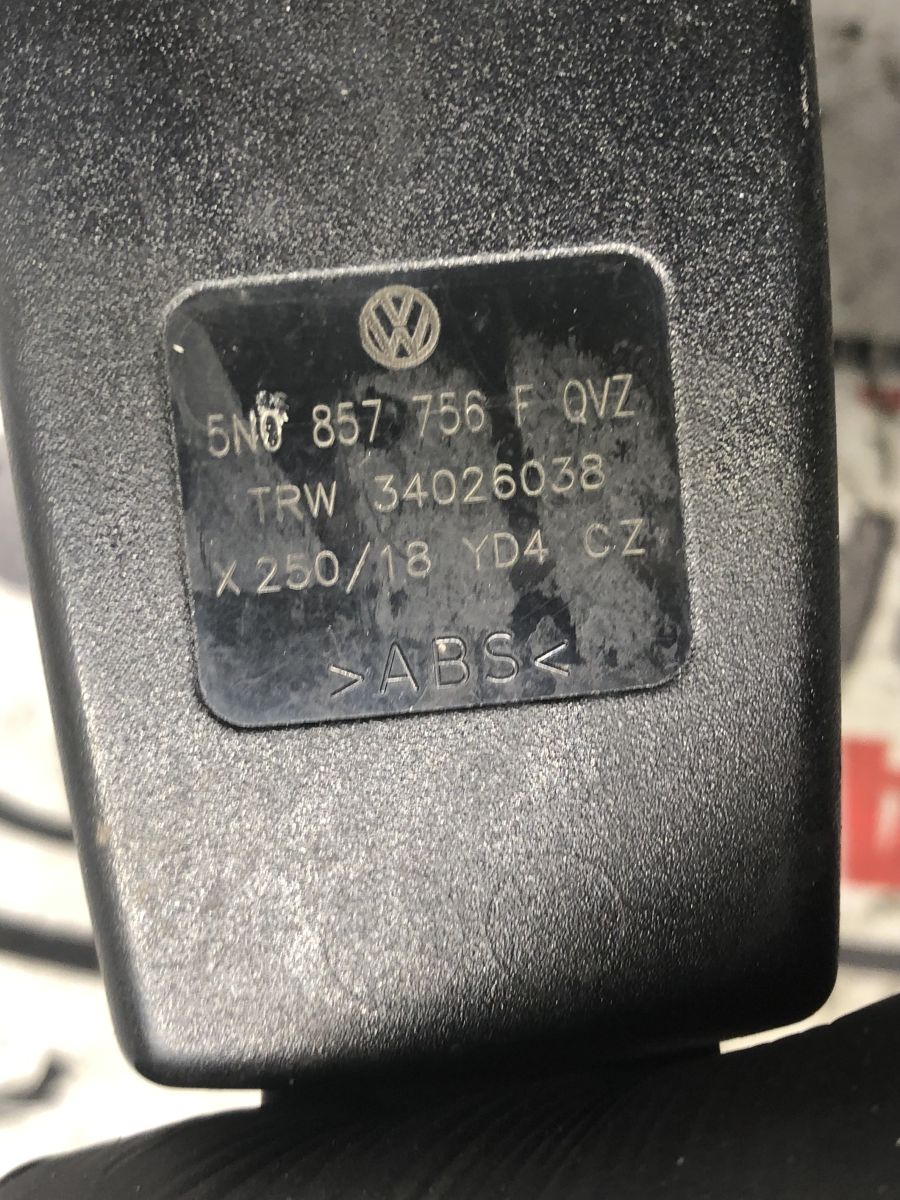 5N0 857 756 F QVZ
TRW 34026038
X 250/18 YD4 CZ
>ABS<